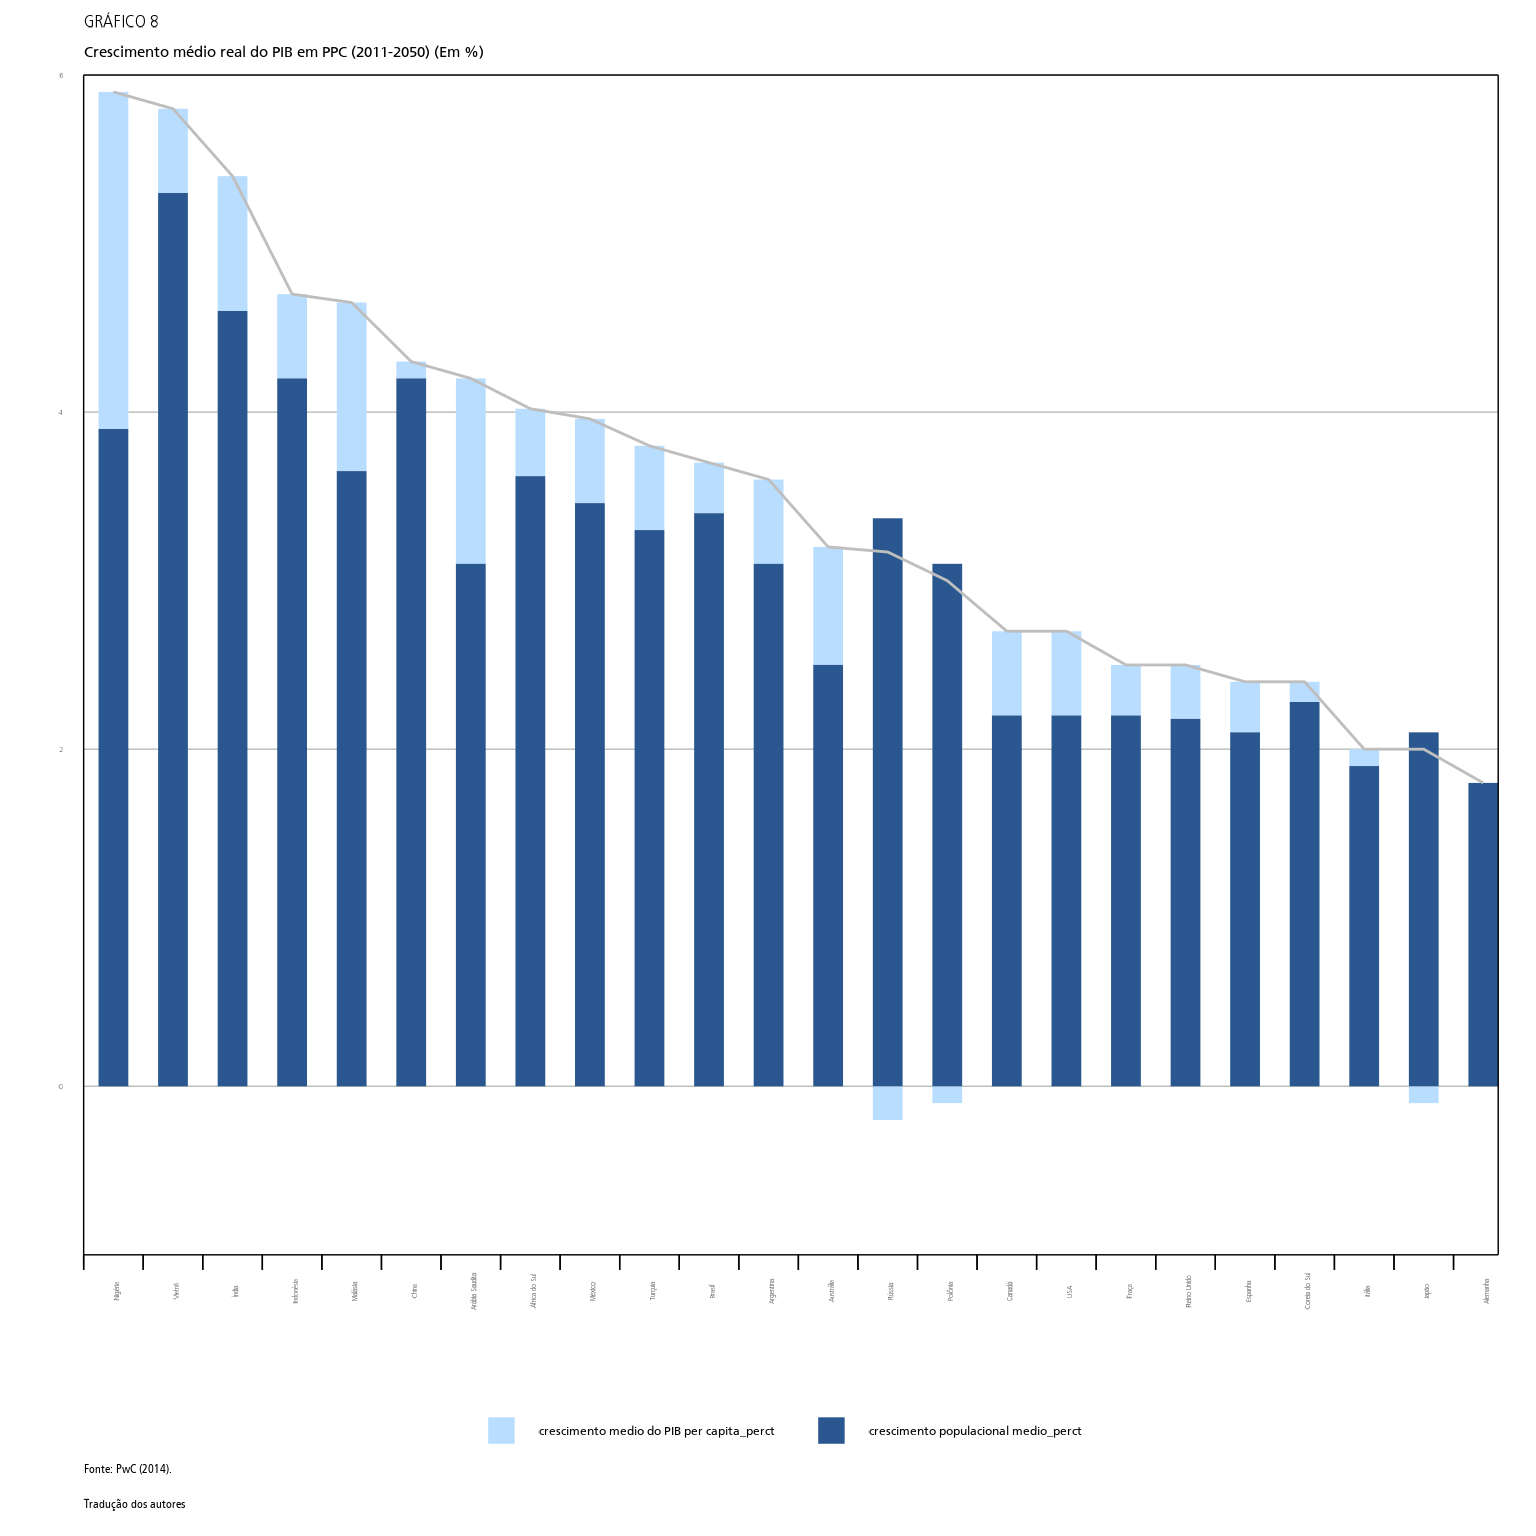 GRÁFICO 8
Crescimento médio real do PIB em PPC (2011-2050) (Em %)
6
4
2
0
Nigéria
Vietnã
Índia
Indonésia
Malásia
China
Arábia Saudita
África do Sul
México
Turquia
Brasil
Argentina
Austrália
Rússia
Polônia
Canadá
USA
Fraça
Reino Unido
Espanha
Coreia do Sul
Itália
Japão
Alemanha
crescimento medio do PIB per capita_perct
crescimento populacional medio_perct
Fonte: PwC (2014).
Tradução dos autores